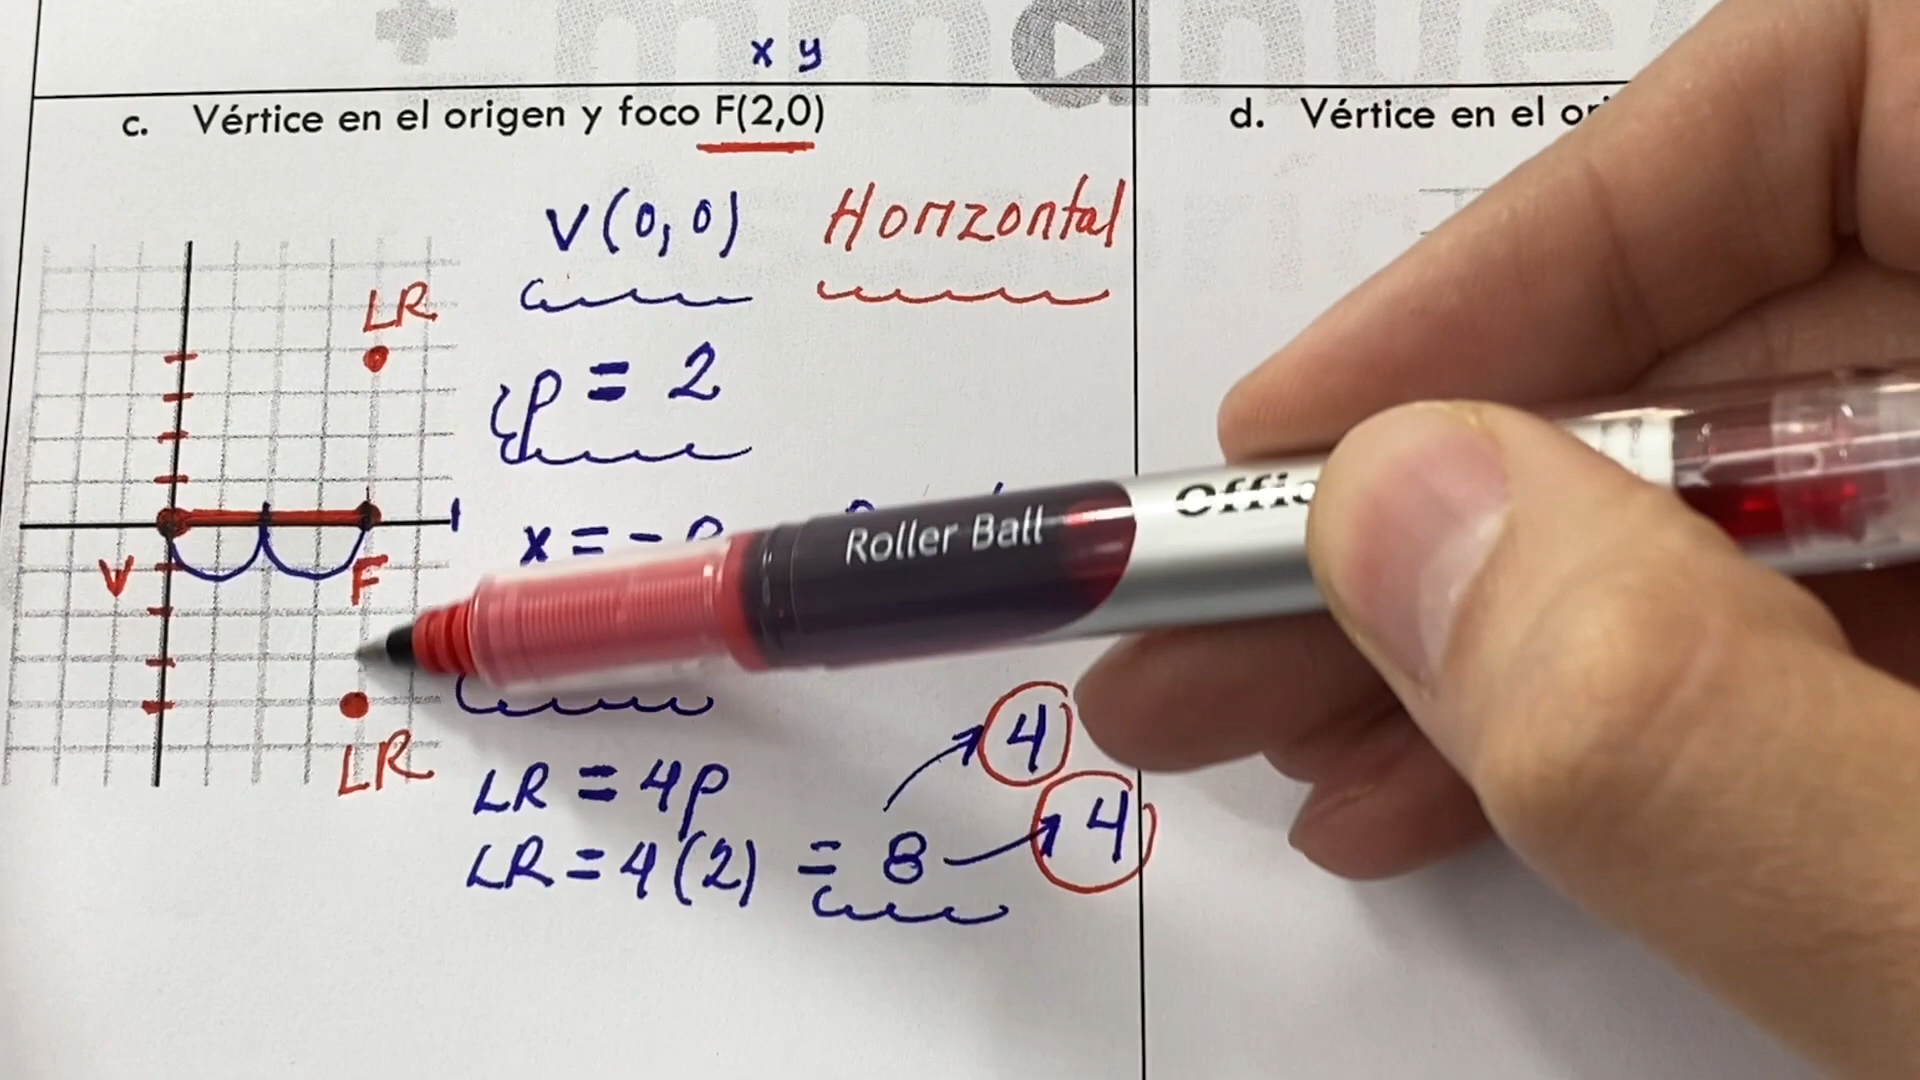 x y
c. Vértice en el origen y foco F(2,0)
d. Vértice en el
V(0,0) Horizontal
LR
p = 2
x = -
V F
Roller Ball
LR
4
LR = 4p
4
LR = 4(2) = 8